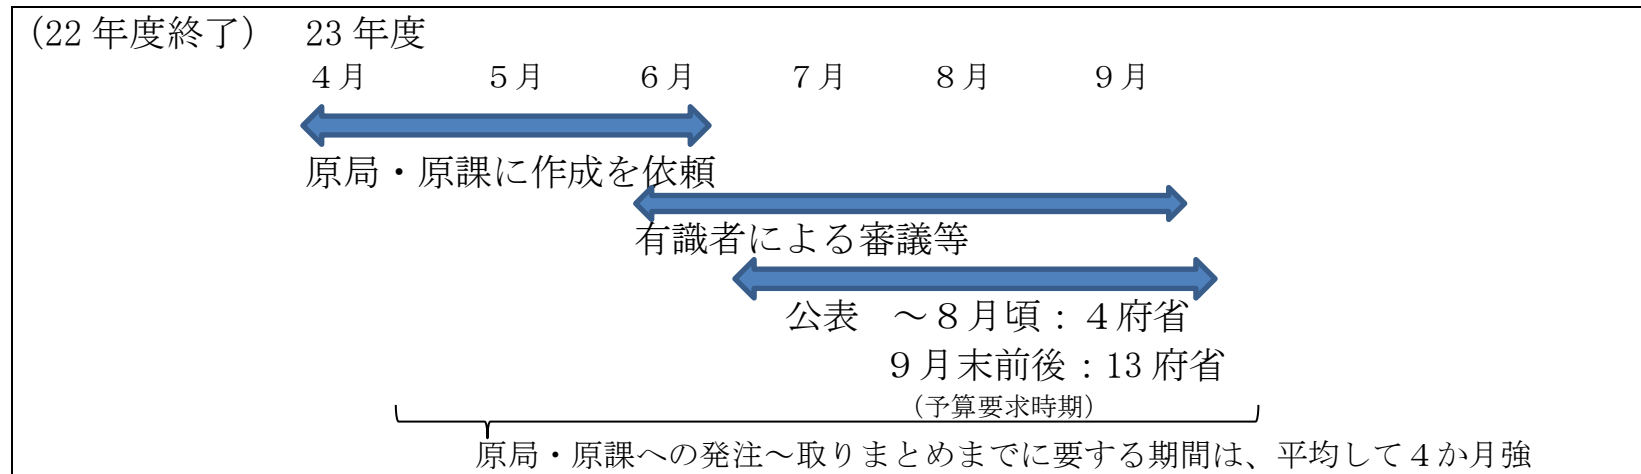 (22 年度終了)　23 年度
４月　５月　６月　７月　８月　９月
原局・原課に作成を依頼
有識者による審議等
公表　～８月頃：４府省
９月末前後：13 府省
（予算要求時期）
原局・原課への発注～取りまとめまでに要する期間は、平均して４か月強